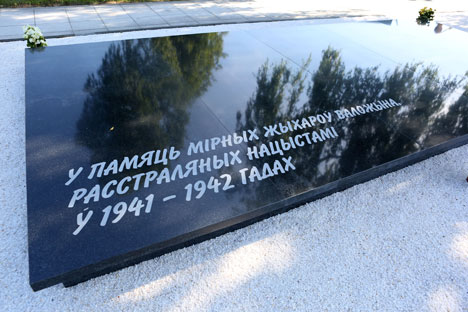 У ПАМЯЦЬ МІРНЫХ ЖЫХАРОЎ ВАЛОЖЫНА,
РАССТРАЛЯНЫХ НАЦЫСТАМІ
Ў 1941 – 1942 ГАДАХ